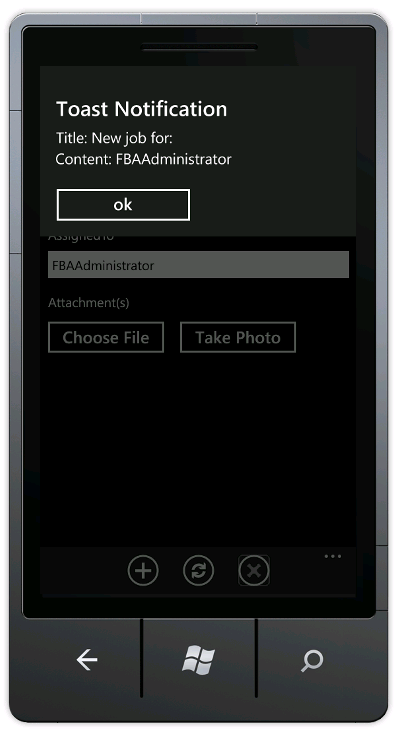 Toast Notification
Title: New job for:
Content: FBAAdministrator
ok
AssignedTo
FBAAdministrator
Attachment(s)
Choose File
Take Photo